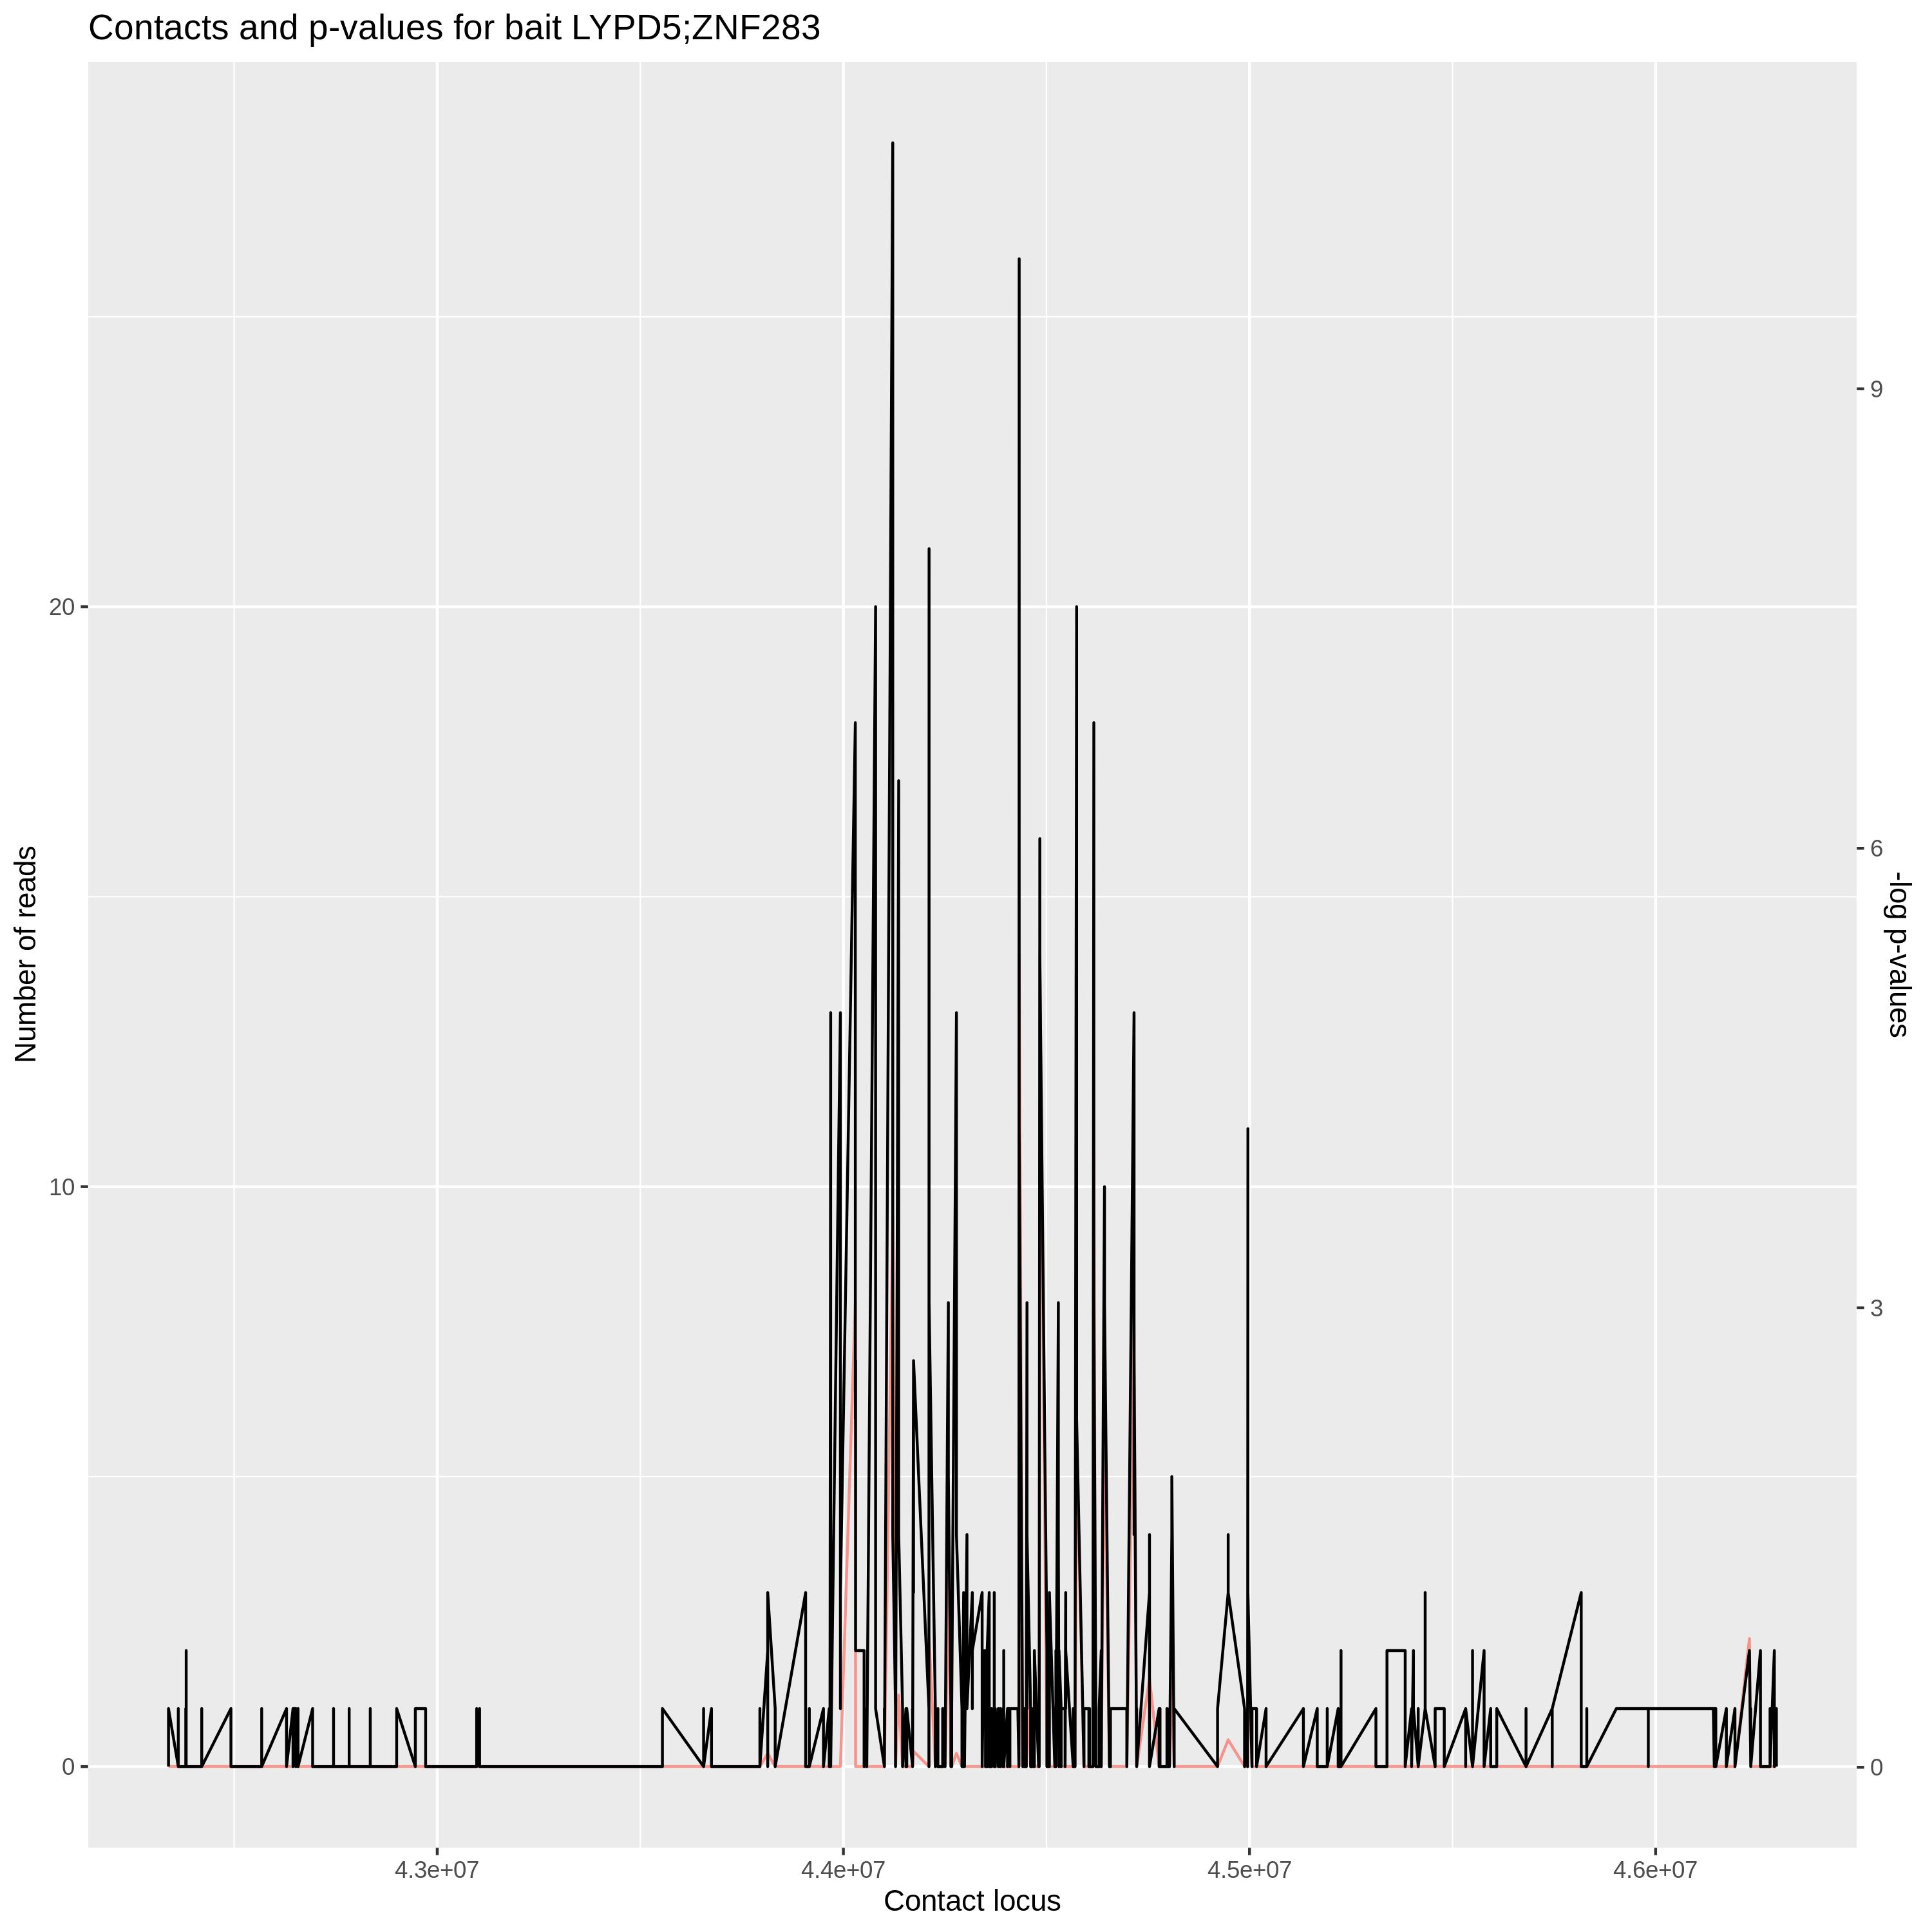 Contacts and p-values for bait LYPD5;ZNF283
Number of reads
20
10
0
9
6
3
0
-log p-values
4.3e+07 4.4e+07 4.5e+07 4.6e+07
Contact locus